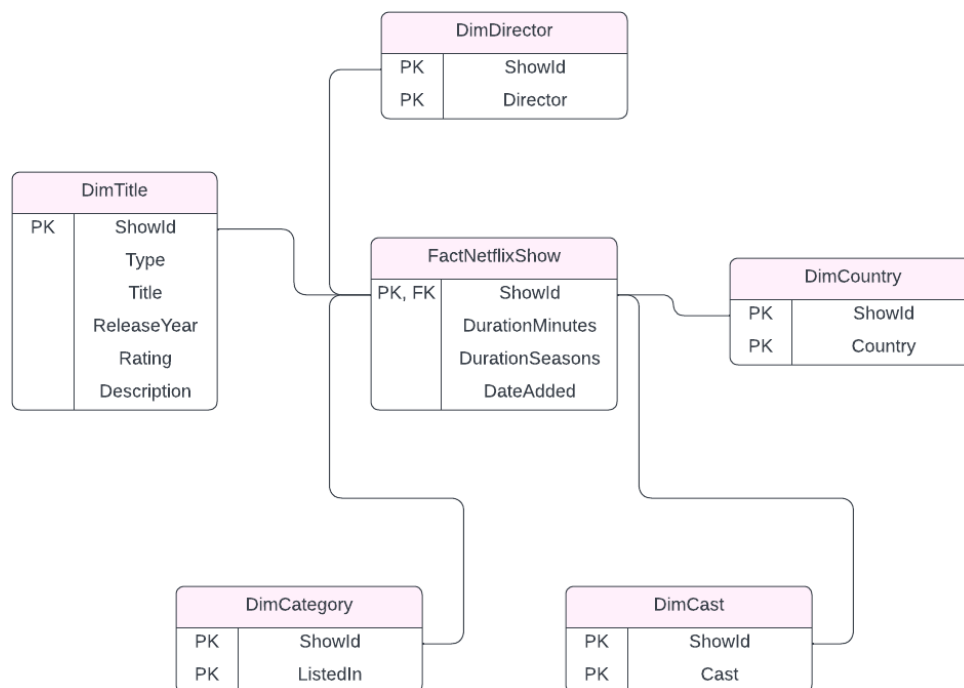 DimDirector
PK ShowId
PK Director
DimTitle
PK ShowId
Type
Title
ReleaseYear
Rating
Description
FactNetflixShow
PK, FK ShowId
DurationMinutes
DurationSeasons
DateAdded
DimCountry
PK ShowId
PK Country
DimCategory
PK ShowId
PK ListedIn
DimCast
PK ShowId
PK Cast